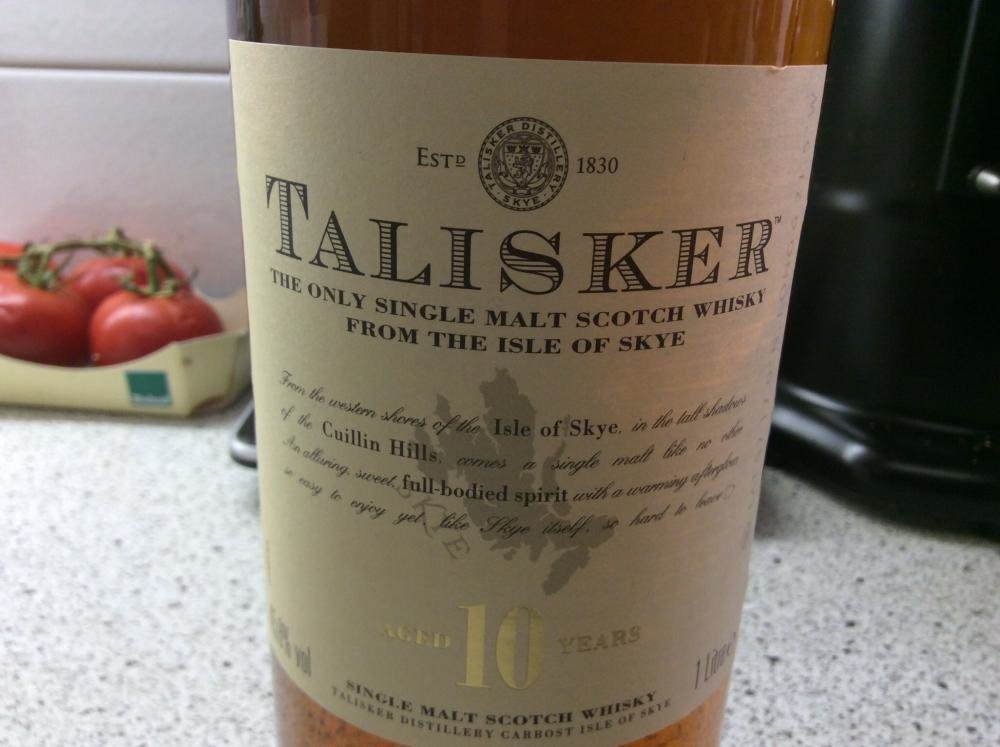 ESTD
TALISKER DISTILLERY
SKYE
1830
TALISKER™
THE ONLY SINGLE MALT SCOTCH WHISKY
FROM THE ISLE OF SKYE
From the western shores of the Isle of Skye, in the tall shadows
of the Cuillin Hills, comes a single malt like no other
An alluring, sweet, full-bodied spirit with a warming afterglow
so easy to enjoy yet, like Skye itself, so hard to leave
SKYE
AGED 10 YEARS
vol
1 Litre
SINGLE MALT SCOTCH WHISKY
TALISKER DISTILLERY CARBOST ISLE OF SKYE